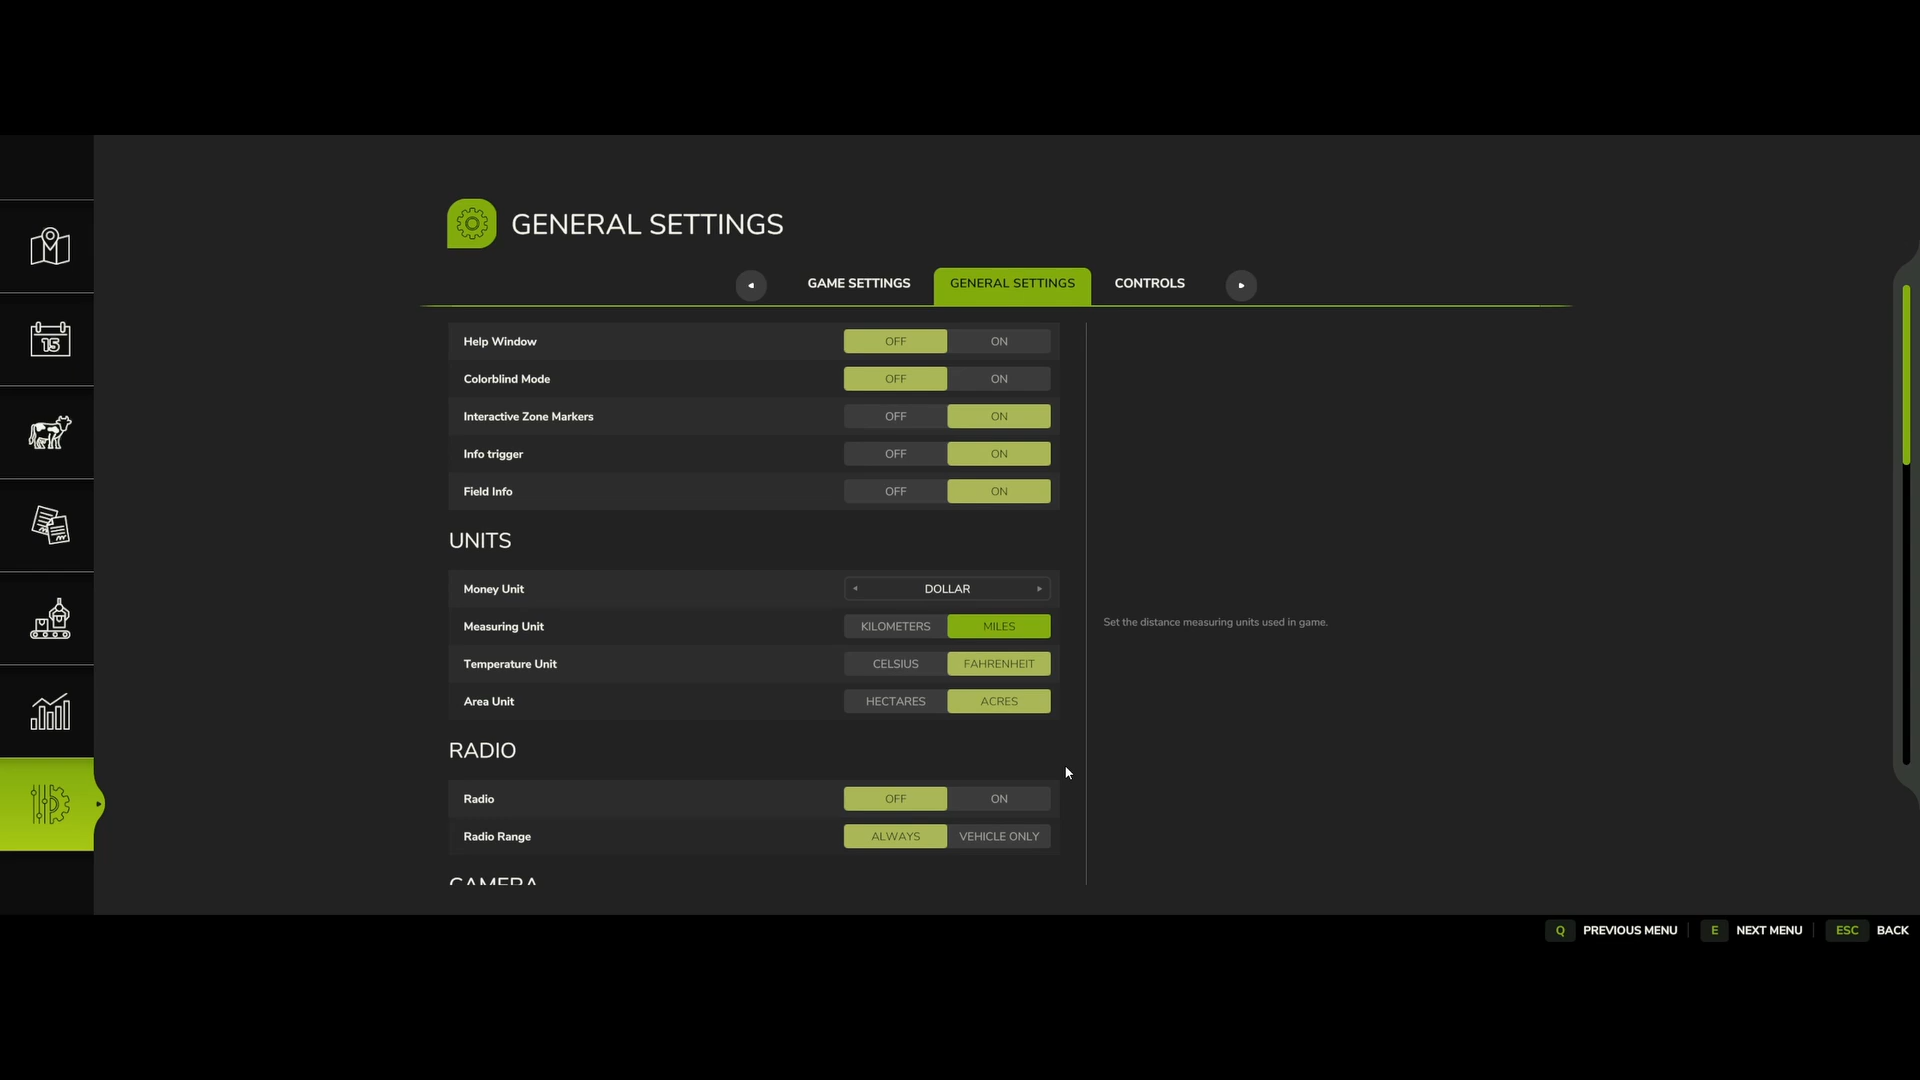 GENERAL SETTINGS
GAME SETTINGS GENERAL SETTINGS CONTROLS
Help Window OFF ON
Colorblind Mode OFF ON
Interactive Zone Markers OFF ON
Info trigger OFF ON
Field Info OFF ON
UNITS
Money Unit DOLLAR
Measuring Unit KILOMETERS MILES
Set the distance measuring units used in game.
Temperature Unit CELSIUS FAHRENHEIT
Area Unit HECTARES ACRES
RADIO
Radio OFF ON
Radio Range ALWAYS VEHICLE ONLY
CAMERA
15
Q PREVIOUS MENU E NEXT MENU ESC BACK